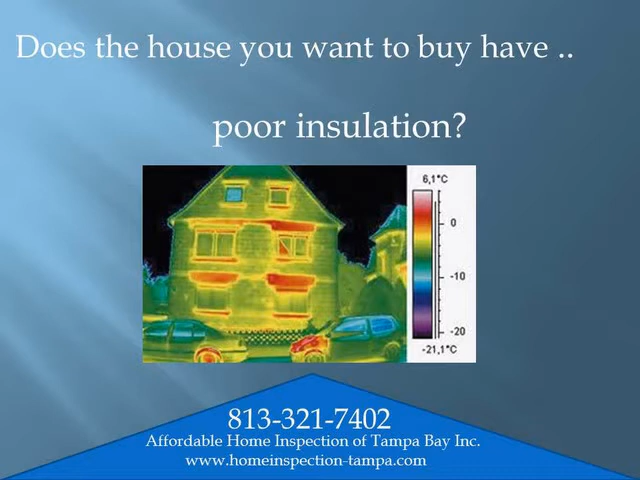 Does the house you want to buy have ..
poor insulation?
6,1°C
0
-10
-20
-21,1°C
813-321-7402
Affordable Home Inspection of Tampa Bay Inc.
www.homeinspection-tampa.com